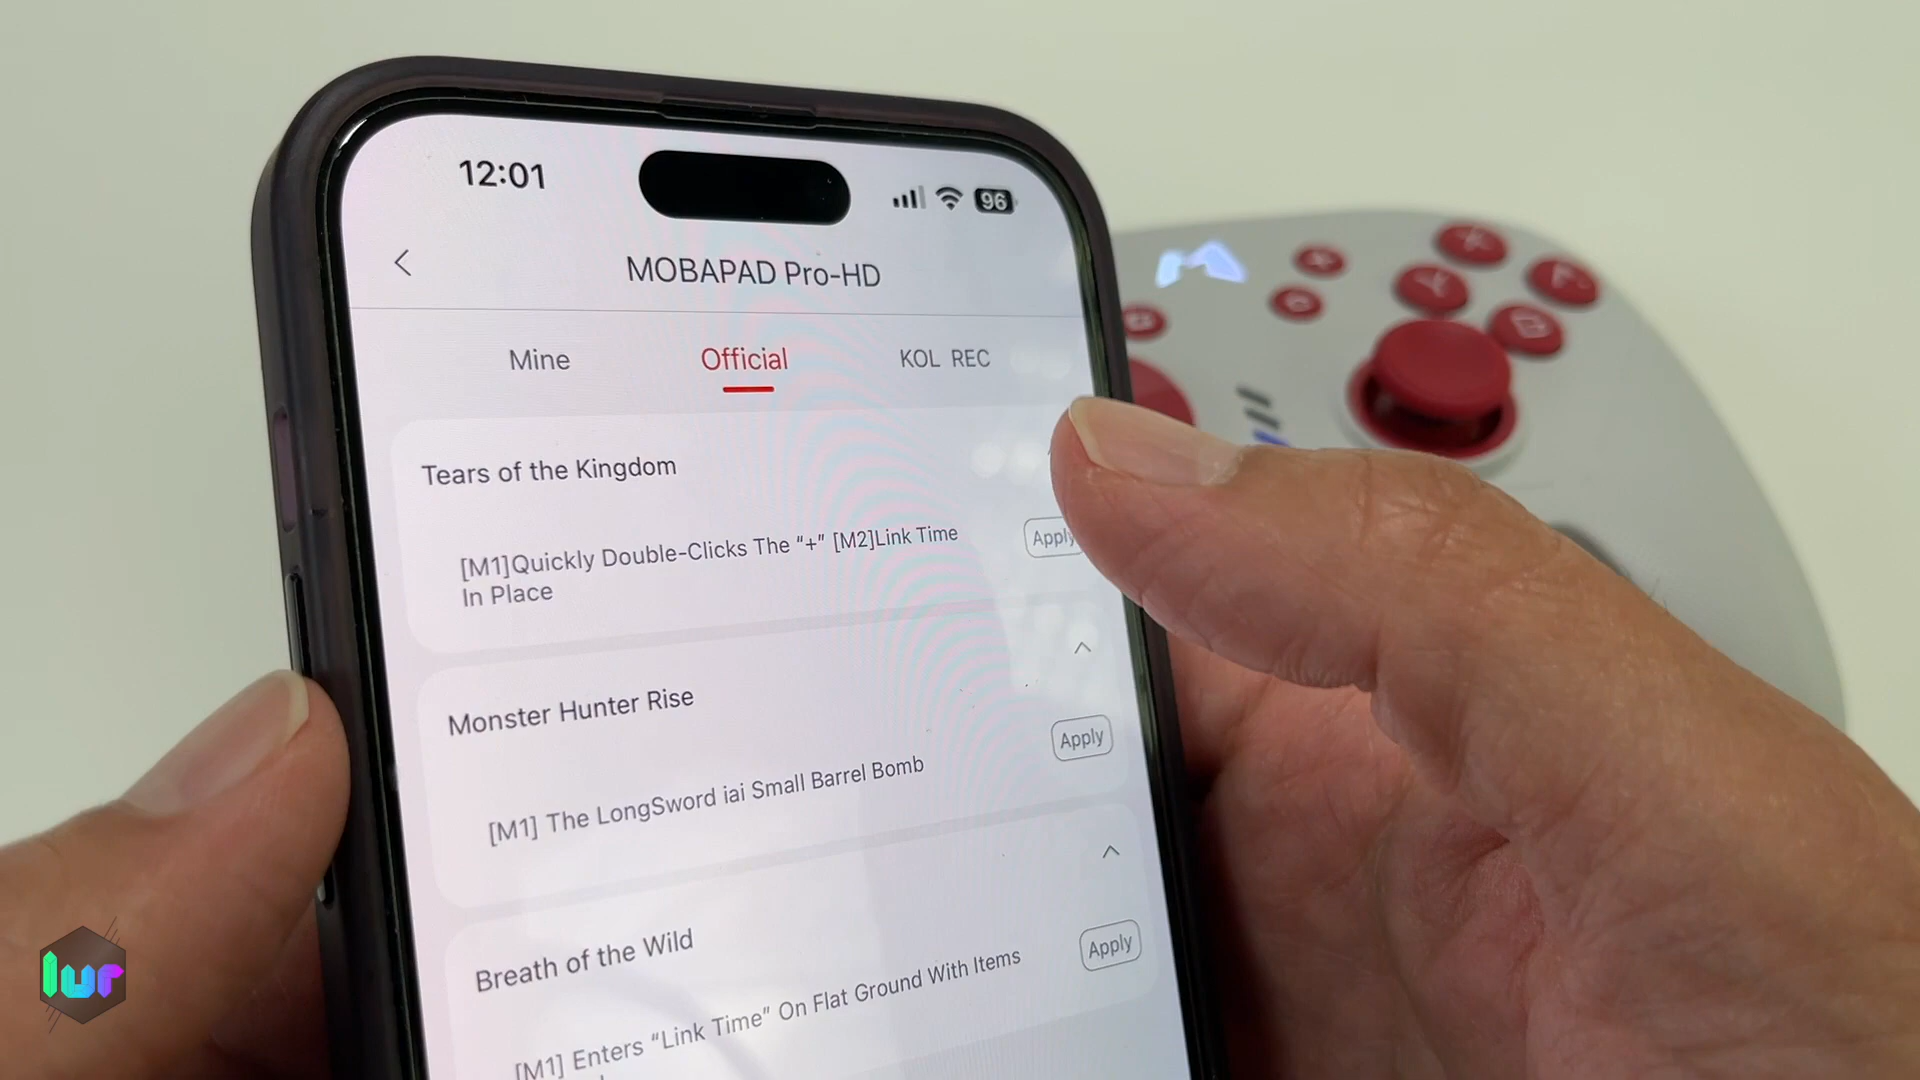 12:01
96
MOBAPAD Pro-HD
Mine
Official
KOL REC
Tears of the Kingdom
[M1]Quickly Double-Clicks The “+” [M2]Link Time
In Place
Apply
Monster Hunter Rise
[M1] The LongSword iai Small Barrel Bomb
Apply
Breath of the Wild
[M1] Enters “Link Time” On Flat Ground With Items
Apply
lur